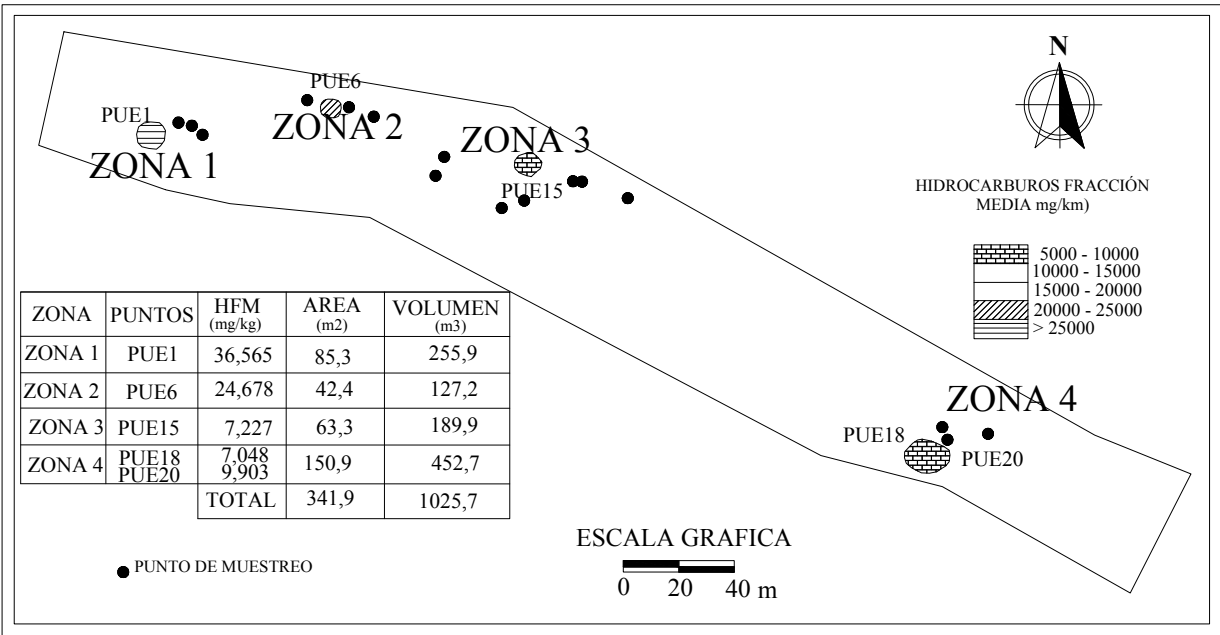 N
PUE6
PUE1
ZONA 2
ZONA 3
ZONA 1
PUE15
HIDROCARBUROS FRACCIÓN
MEDIA mg/km)
5000 - 10000
10000 - 15000
15000 - 20000
20000 - 25000
> 25000
ZONA PUNTOS HFM (mg/kg) AREA (m2) VOLUMEN (m3)
ZONA 1 PUE1 36,565 85,3 255,9
ZONA 2 PUE6 24,678 42,4 127,2
ZONA 3 PUE15 7,227 63,3 189,9
ZONA 4 PUE18 PUE20 7,048 9,903 150,9 452,7
TOTAL 341,9 1025,7
ZONA 4
PUE18
PUE20
PUNTO DE MUESTREO
ESCALA GRAFICA
0 20 40 m